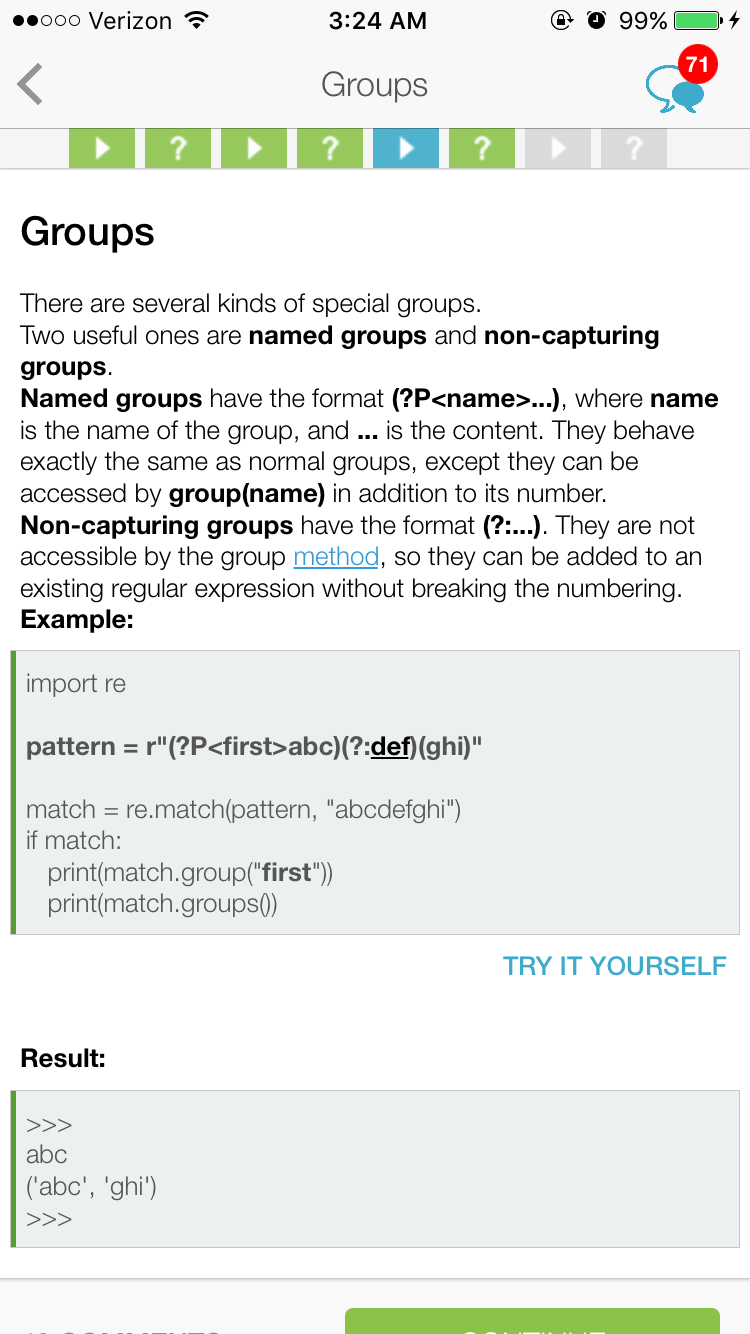 Verizon 3:24 AM 99%
Groups 71
? ? ? ?
Groups
There are several kinds of special groups.
Two useful ones are named groups and non-capturing
groups.
Named groups have the format (?P<name>...), where name
is the name of the group, and ... is the content. They behave
exactly the same as normal groups, except they can be
accessed by group(name) in addition to its number.
Non-capturing groups have the format (?:...). They are not
accessible by the group method, so they can be added to an
existing regular expression without breaking the numbering.
Example:
import re
pattern = r"(?P<first>abc)(?:def)(ghi)"
match = re.match(pattern, "abcdefghi")
if match:
print(match.group("first"))
print(match.groups())
TRY IT YOURSELF
Result:
>>>
abc
('abc', 'ghi')
>>>